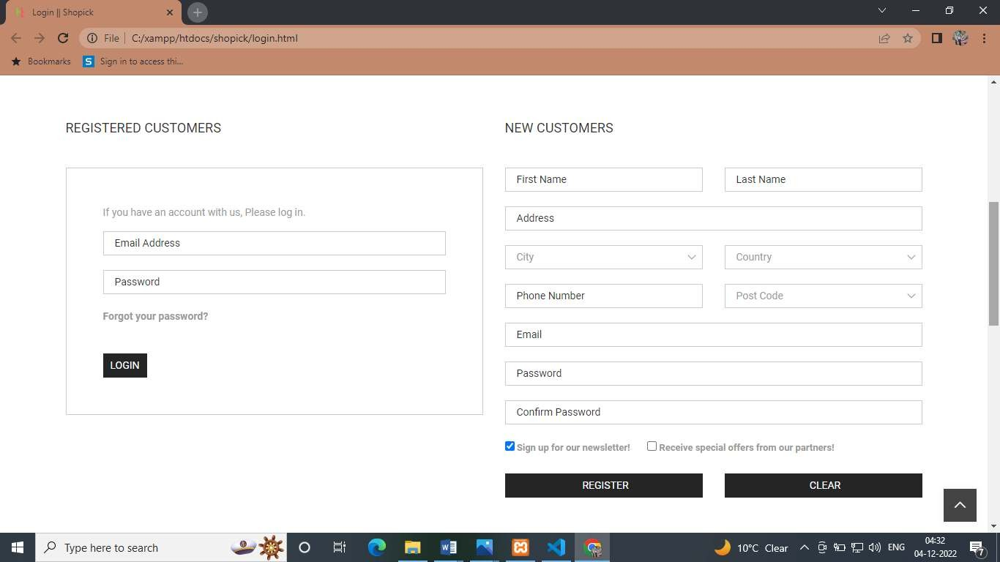 Login || Shopick
File
C:/xampp/htdocs/shopick/login.html
Bookmarks
S
Sign in to access thi...
REGISTERED CUSTOMERS
If you have an account with us, Please log in.
Email Address
Password
Forgot your password?
LOGIN
NEW CUSTOMERS
First Name
Last Name
Address
City
Country
Phone Number
Post Code
Email
Password
Confirm Password
Sign up for our newsletter!
Receive special offers from our partners!
REGISTER
CLEAR
Type here to search
10°C Clear
ENG
04:32
04-12-2022
7